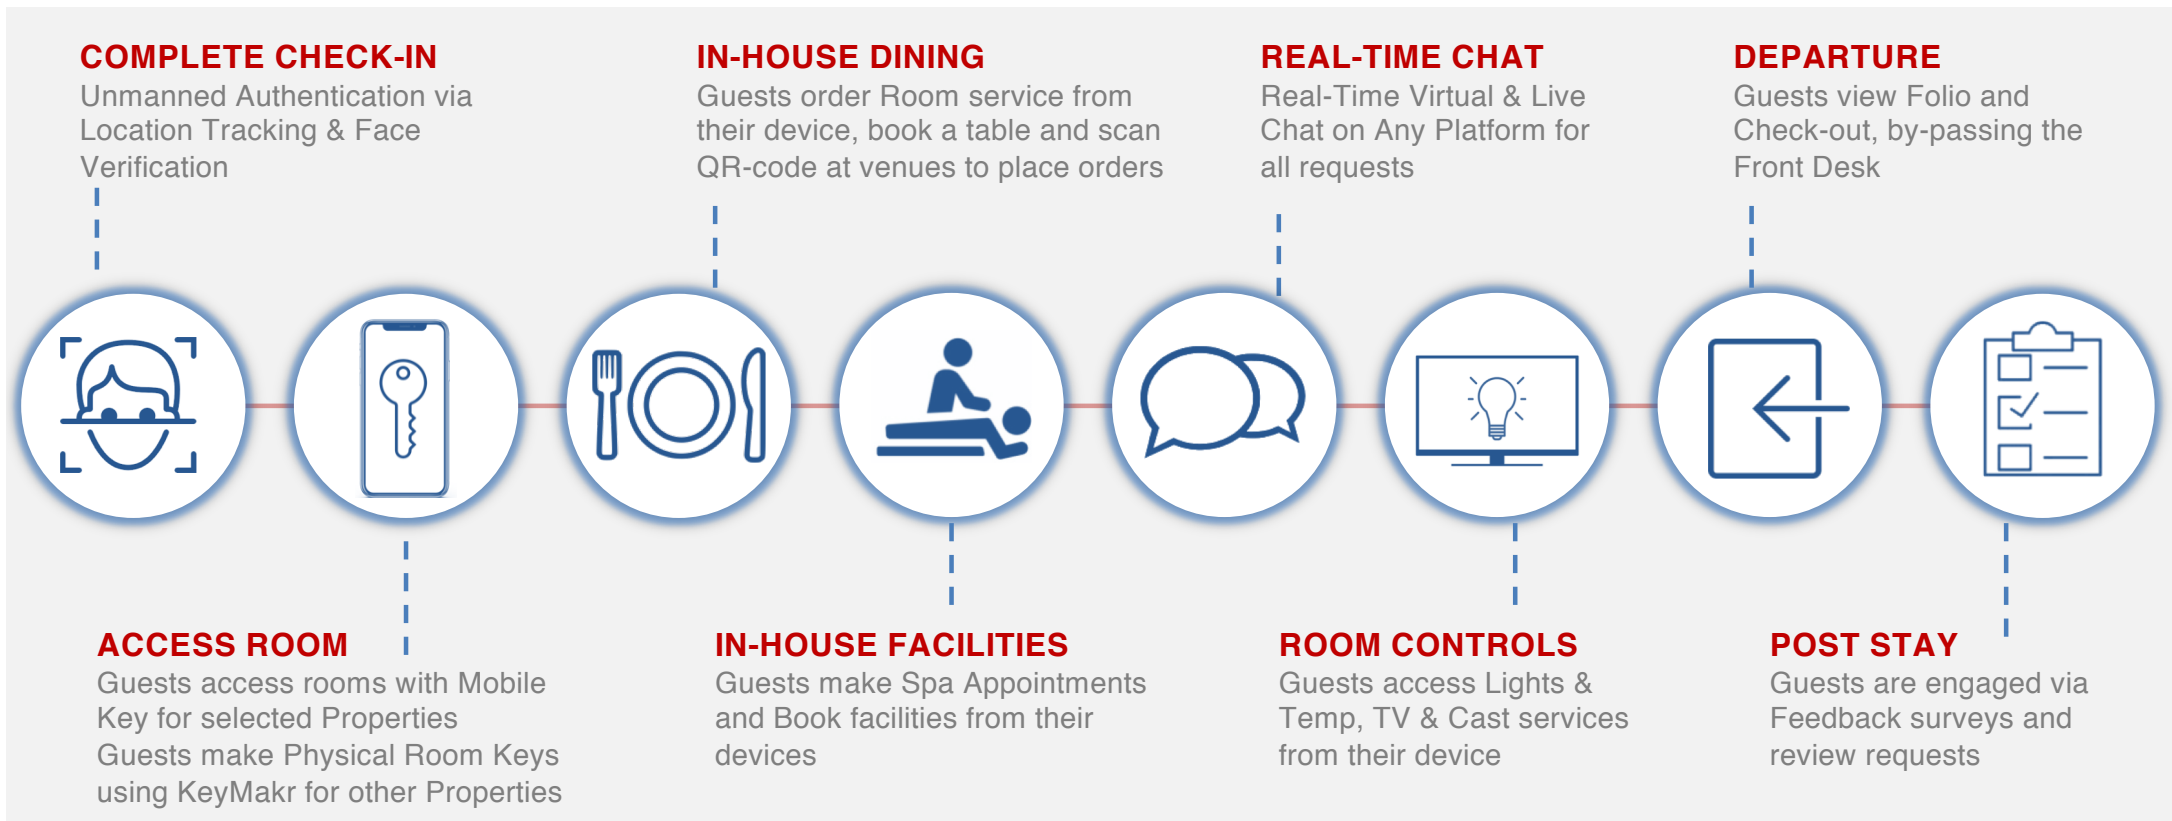 COMPLETE CHECK-IN
Unmanned Authentication via
Location Tracking & Face
Verification
IN-HOUSE DINING
Guests order Room service from
their device, book a table and scan
QR-code at venues to place orders
REAL-TIME CHAT
Real-Time Virtual & Live
Chat on Any Platform for
all requests
DEPARTURE
Guests view Folio and
Check-out, by-passing the
Front Desk
ACCESS ROOM
Guests access rooms with Mobile
Key for selected Properties
Guests make Physical Room Keys
using KeyMakr for other Properties
IN-HOUSE FACILITIES
Guests make Spa Appointments
and Book facilities from their
devices
ROOM CONTROLS
Guests access Lights &
Temp, TV & Cast services
from their device
POST STAY
Guests are engaged via
Feedback surveys and
review requests